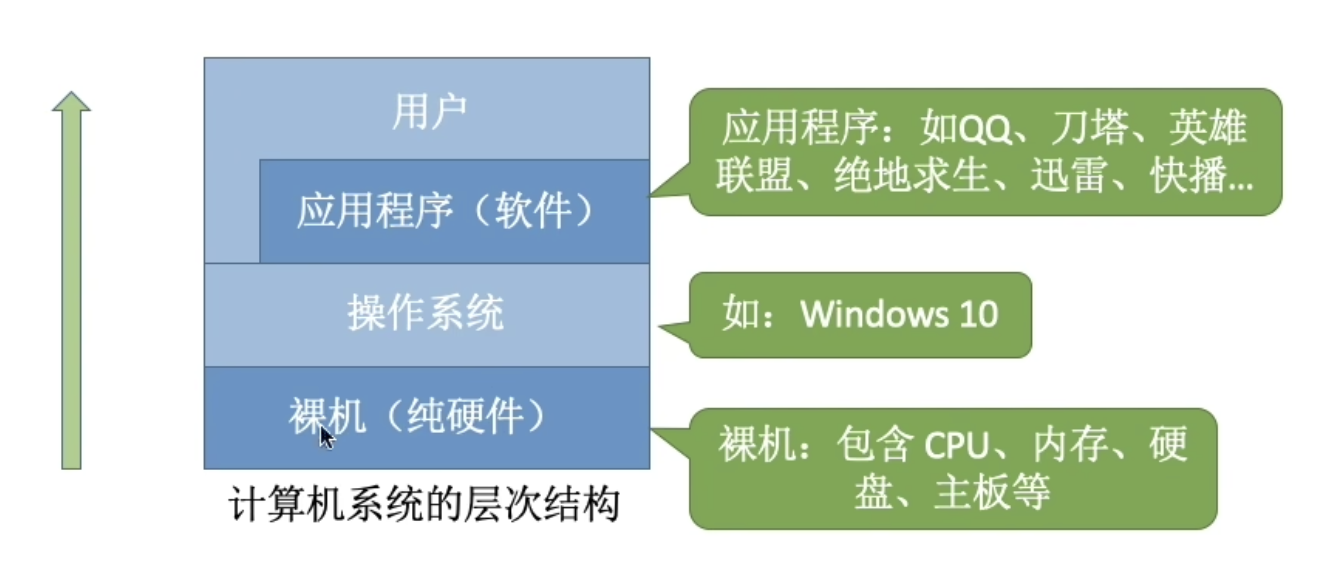 用户
应用程序（软件）
操作系统
裸机（纯硬件）
计算机系统的层次结构
应用程序：如QQ、刀塔、英雄
联盟、绝地求生、迅雷、快播...
如：Windows 10
裸机：包含 CPU、内存、硬
盘、主板等